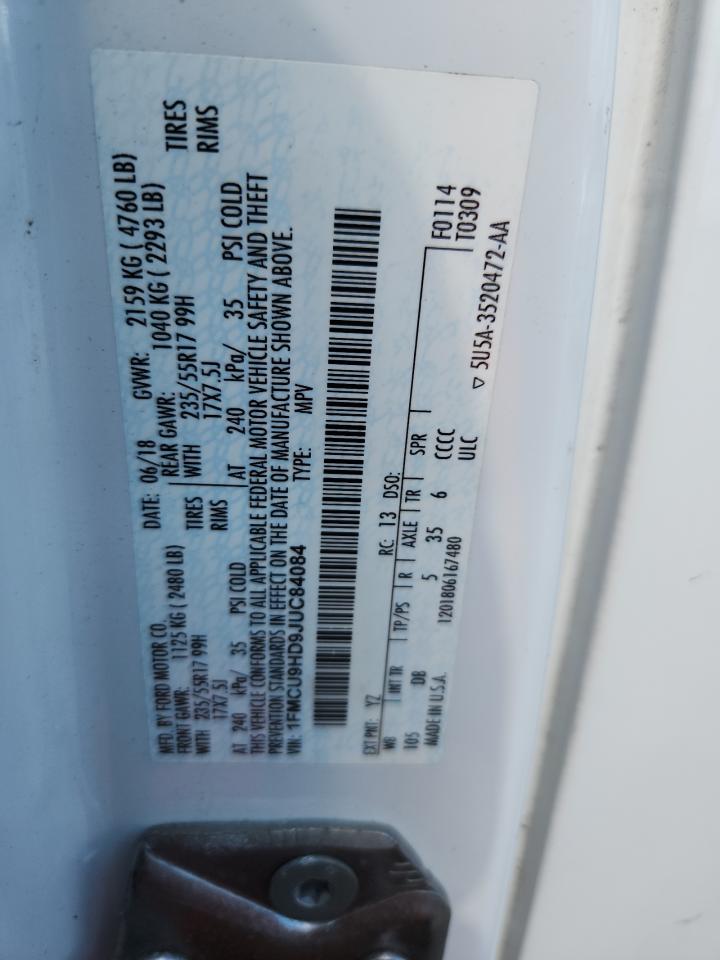 MFD. BY FORD MOTOR CO. DATE: 06/18 GVWR: 2159 KG ( 4760 LB)
FRONT GAWR: 1125 KG ( 2480 LB) REAR GAWR: 1040 KG ( 2293 LB)
WITH 235/55R17 99H TIRES WITH 235/55R17 99H TIRES
17X7.5J RIMS 17X7.5J RIMS
AT 240 kPa/ 35 PSI COLD AT 240 kPa/ 35 PSI COLD
THIS VEHICLE CONFORMS TO ALL APPLICABLE FEDERAL MOTOR VEHICLE SAFETY AND THEFT
PREVENTION STANDARDS IN EFFECT ON THE DATE OF MANUFACTURE SHOWN ABOVE.
VIN: 1FMCU9HD9JUC84084 TYPE: MPV
EXT PNT: YZ RC: 13 DSO: F0114
WB INT TR TP/PS R AXLE TR SPR T0309
105 DB 5 35 6 CCCC
MADE IN U.S.A. 1201806167480 ULC ▽ 5U5A-3520472-AA